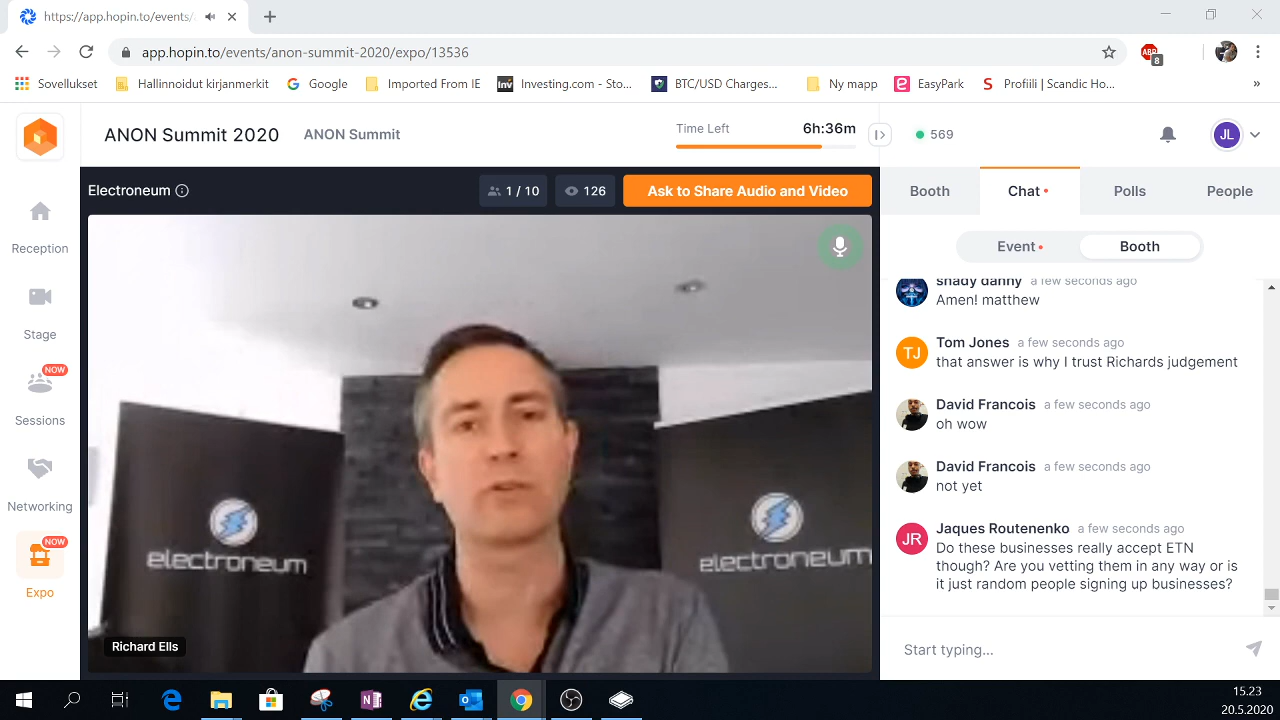 https://app.hopin.to/events/
app.hopin.to/events/anon-summit-2020/expo/13536
ABP
8
Sovellukset
Hallinnoidut kirjanmerkit
Google
Imported From IE
Inv
Investing.com - Sto...
BTC/USD Charges...
Ny mapp
EasyPark
S
Profiili | Scandic Ho...
»
ANON Summit 2020
ANON Summit
Time Left
6h:36m
569
JL
Electroneum
1 / 10
126
Ask to Share Audio and Video
Booth
Chat
Polls
People
Event
Booth
Reception
Stage
NOW
Sessions
Networking
NOW
Expo
electroneum
electroneum
Richard Ells
shady danny a few seconds ago
Amen! matthew
TJ
Tom Jones a few seconds ago
that answer is why I trust Richards judgement
David Francois a few seconds ago
oh wow
David Francois a few seconds ago
not yet
JR
Jaques Routenenko a few seconds ago
Do these businesses really accept ETN
though? Are you vetting them in any way or is
it just random people signing up businesses?
Start typing...
15.23
20.5.2020